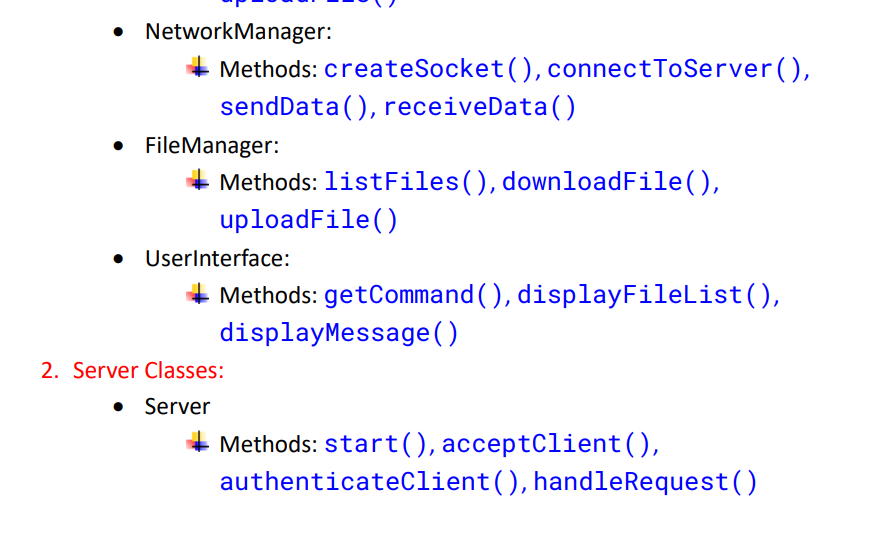 uploadFile()
• NetworkManager:
Methods: createSocket(), connectToServer(),
sendData(), receiveData()
• FileManager:
Methods: listFiles(), downloadFile(),
uploadFile()
• UserInterface:
Methods: getCommand(), displayFileList(),
displayMessage()
2. Server Classes:
• Server
Methods: start(), acceptClient(),
authenticateClient(), handleRequest()